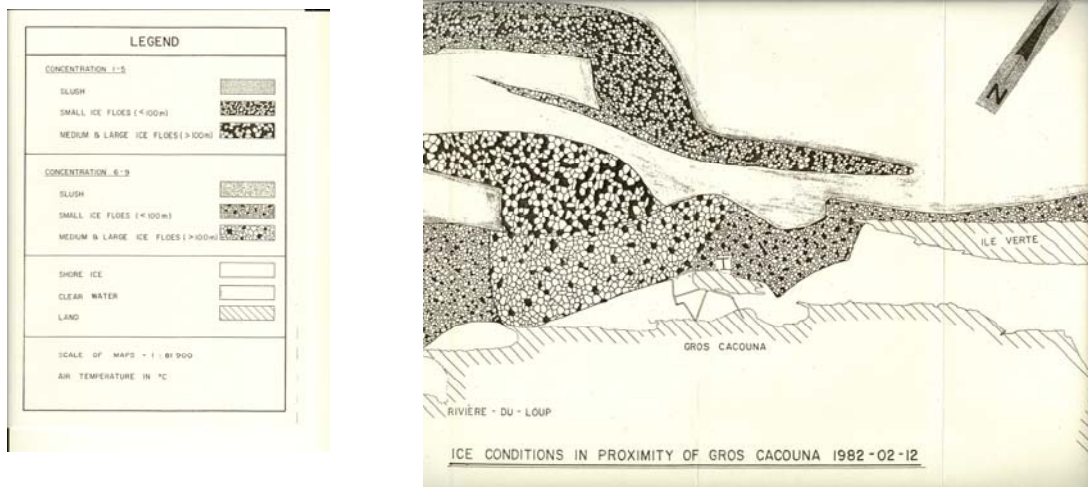 LEGEND
CONCENTRATION 1-5
SLUSH
SMALL ICE FLOES (<100m)
MEDIUM & LARGE ICE FLOES (>100m)
CONCENTRATION 6-9
SLUSH
SMALL ICE FLOES (<100m)
MEDIUM & LARGE ICE FLOES (>100m)
SHORE ICE
CLEAR WATER
LAND
SCALE OF MAPS - 1 : 81 900
AIR TEMPERATURE IN °C
N
ILE VERTE
GROS CACOUNA
RIVIÈRE - DU - LOUP
ICE CONDITIONS IN PROXIMITY OF GROS CACOUNA 1982-02-12